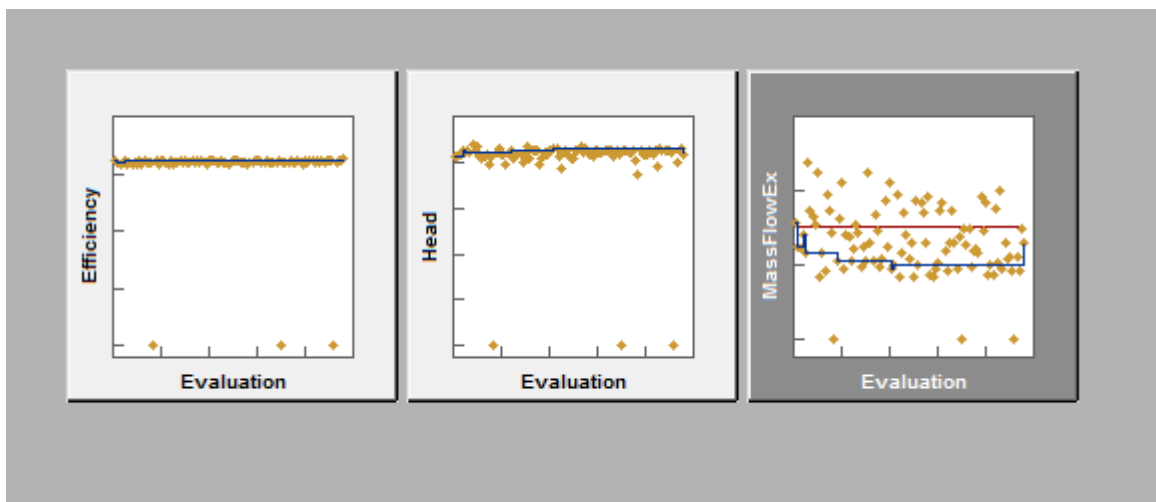 Efficiency
Evaluation
Head
Evaluation
MassFlowEx
Evaluation